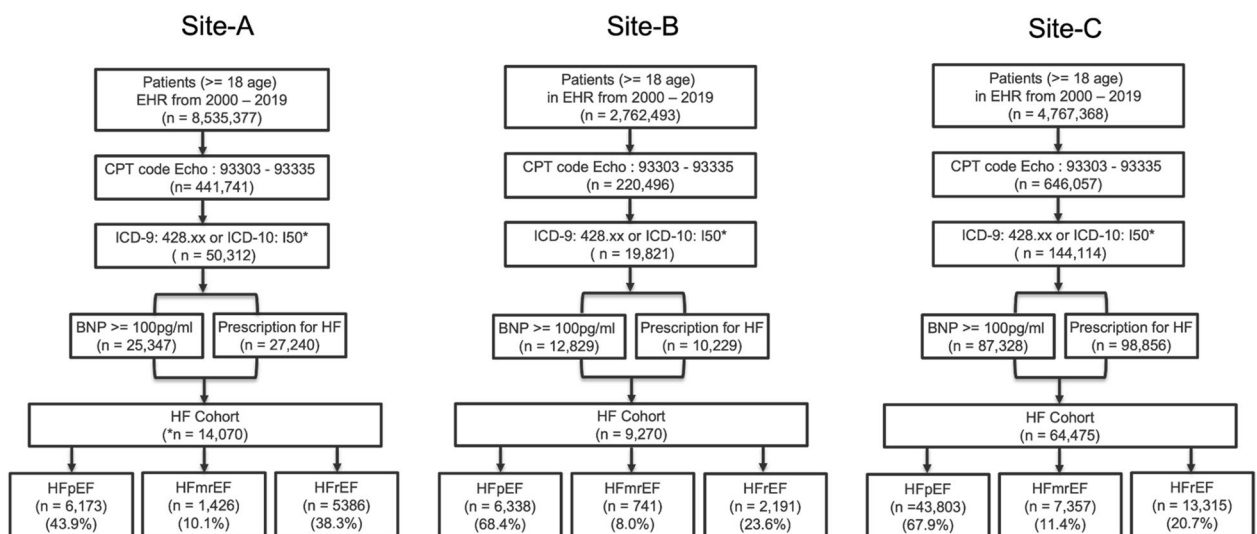 Site-A
Patients (>= 18 age)
EHR from 2000 – 2019
(n = 8,535,377)
CPT code Echo : 93303 - 93335
(n= 441,741)
ICD-9: 428.xx or ICD-10: I50*
( n = 50,312)
BNP >= 100pg/ml
(n = 25,347)
Prescription for HF
(n = 27,240)
HF Cohort
(*n = 14,070)
HFpEF
(n = 6,173)
(43.9%)
HFmrEF
(n = 1,426)
(10.1%)
HFrEF
(n = 5386)
(38.3%)
Site-B
Patients (>= 18 age)
in EHR from 2000 – 2019
(n = 2,762,493)
CPT code Echo : 93303 - 93335
(n = 220,496)
ICD-9: 428.xx or ICD-10: I50*
( n = 19,821)
BNP >= 100pg/ml
(n = 12,829)
Prescription for HF
(n = 10,229)
HF Cohort
(n = 9,270)
HFpEF
(n = 6,338)
(68.4%)
HFmrEF
(n = 741)
(8.0%)
HFrEF
(n = 2,191)
(23.6%)
Site-C
Patients (>= 18 age)
in EHR from 2000 – 2019
(n = 4,767,368)
CPT code Echo : 93303 - 93335
(n = 646,057)
ICD-9: 428.xx or ICD-10: I50*
( n = 144,114)
BNP >= 100pg/ml
(n = 87,328)
Prescription for HF
(n = 98,856)
HF Cohort
(n = 64,475)
HFpEF
(n =43,803)
(67.9%)
HFmrEF
(n = 7,357)
(11.4%)
HFrEF
(n = 13,315)
(20.7%)